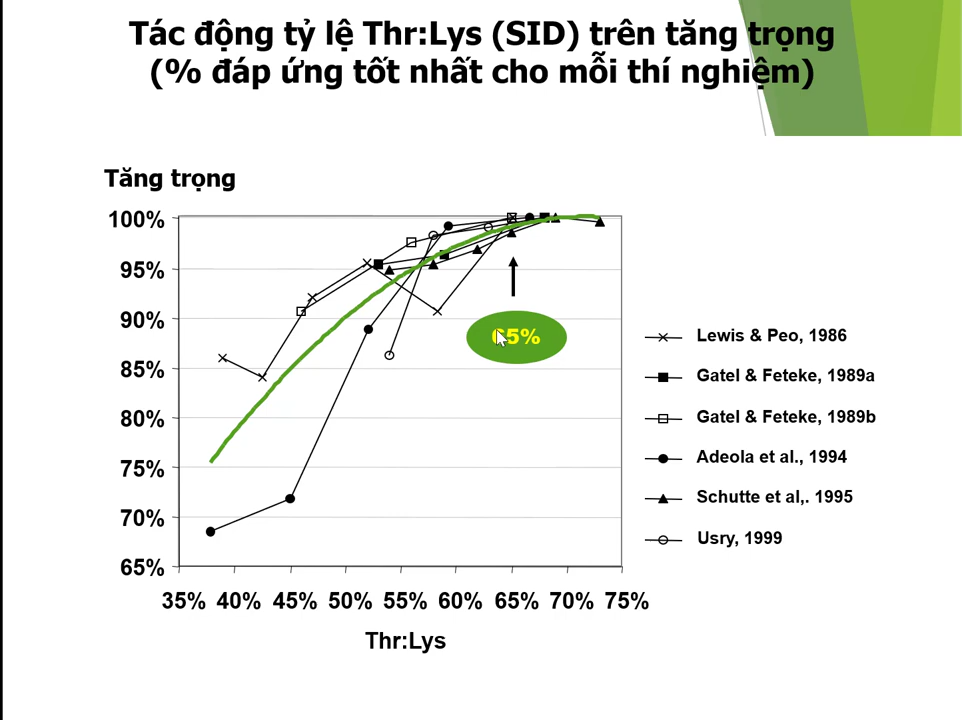 Tác động tỷ lệ Thr:Lys (SID) trên tăng trọng
(% đáp ứng tốt nhất cho mỗi thí nghiệm)
Tăng trọng
100%
95%
90%
85%
80%
75%
70%
65%
35% 40% 45% 50% 55% 60% 65% 70% 75%
Thr:Lys
65%
Lewis & Peo, 1986
Gatel & Feteke, 1989a
Gatel & Feteke, 1989b
Adeola et al., 1994
Schutte et al,. 1995
Usry, 1999